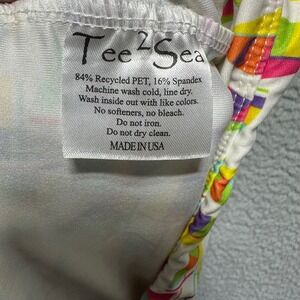 Tee2Sea
84% Recycled PET, 16% Spandex
Machine wash cold, line dry.
Wash inside out with like colors.
No softeners, no bleach.
Do not iron.
Do not dry clean.
MADE IN USA